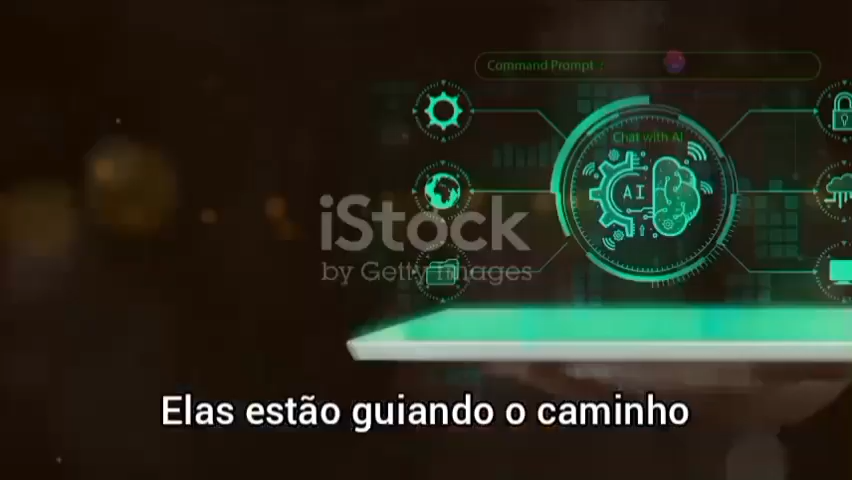 Command Prompt :
Chat with AI
AI
iStock
by Getty Images
Elas estão guiando o caminho